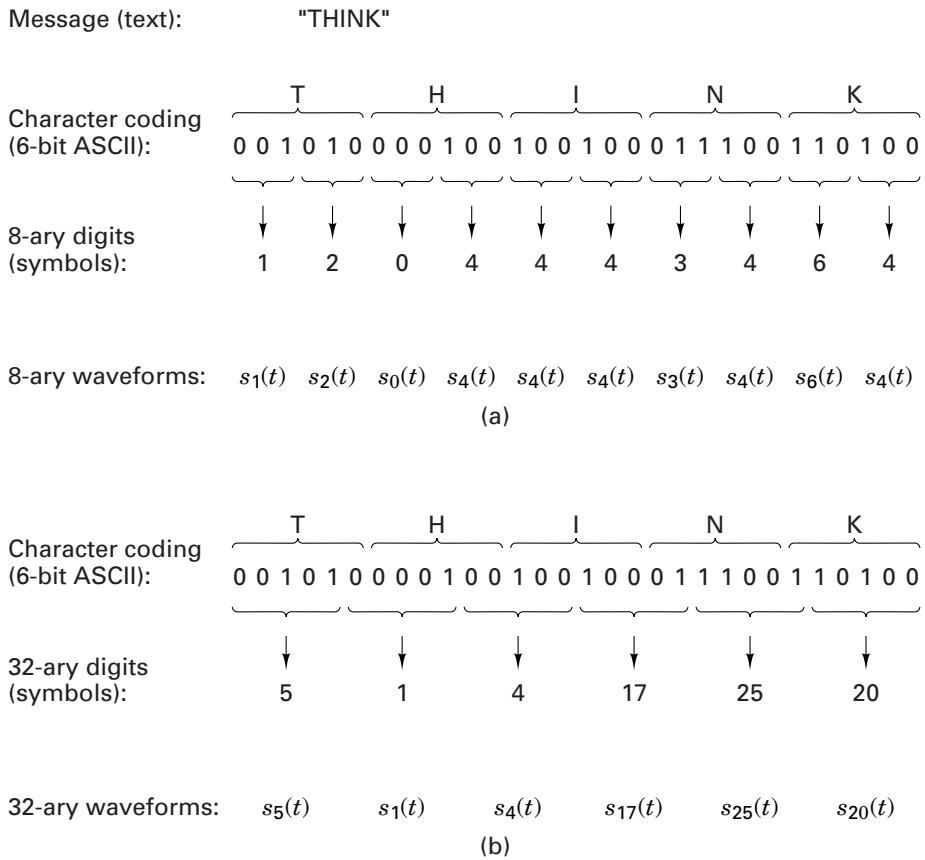 Message (text): "THINK"
T H I N K
Character coding
(6-bit ASCII): 0 0 1 0 1 0 0 0 0 1 0 0 1 0 0 1 0 0 0 1 1 1 0 0 1 1 0 1 0 0
8-ary digits
(symbols): 1 2 0 4 4 4 3 4 6 4
8-ary waveforms: s1(t) s2(t) s0(t) s4(t) s4(t) s4(t) s3(t) s4(t) s6(t) s4(t)
(a)
T H I N K
Character coding
(6-bit ASCII): 0 0 1 0 1 0 0 0 0 1 0 0 1 0 0 1 0 0 0 1 1 1 0 0 1 1 0 1 0 0
32-ary digits
(symbols): 5 1 4 17 25 20
32-ary waveforms: s5(t) s1(t) s4(t) s17(t) s25(t) s20(t)
(b)